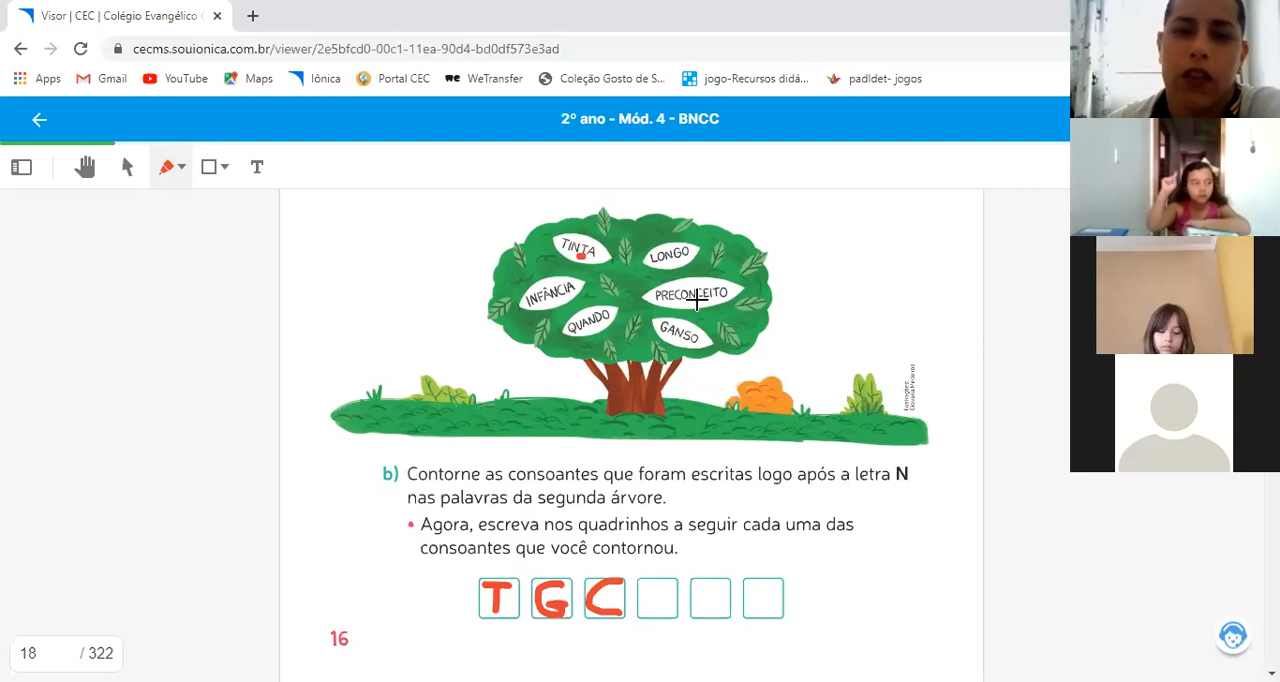 Visor | CEC | Colégio Evangélico
cecms.souionica.com.br/viewer/2e5bfcd0-00c1-11ea-90d4-bd0df573e3ad
Apps Gmail YouTube Maps Iônica Portal CEC WeTransfer Coleção Gosto de S... jogo-Recursos didá... padldet- jogos
2º ano - Mód. 4 - BNCC
T
TINTA LONGO
INFÂNCIA PRECONCEITO
QUANDO GANSO
Ilustrações:
b) Contorne as consoantes que foram escritas logo após a letra N
nas palavras da segunda árvore.
• Agora, escreva nos quadrinhos a seguir cada uma das
consoantes que você contornou.
T G C
16
18 / 322